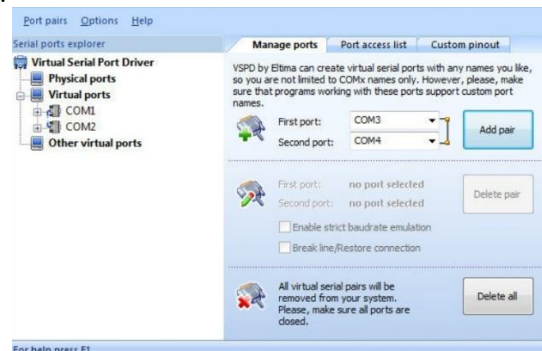 Port pairs Options Help
Serial ports explorer
Manage ports Port access list Custom pinout
Virtual Serial Port Driver
Physical ports
Virtual ports
COM1
COM2
Other virtual ports
VSPD by Eltima can create virtual serial ports with any names you like,
so you are not limited to COMx names only. However, please, make
sure that programs working with these ports support custom port
names.
First port: COM3
Second port: COM4
Add pair
First port: no port selected
Second port: no port selected
Delete pair
Enable strict baudrate emulation
Break line/Restore connection
All virtual serial pairs will be
removed from your system.
Please, make sure all ports are
closed.
Delete all
For help press F1